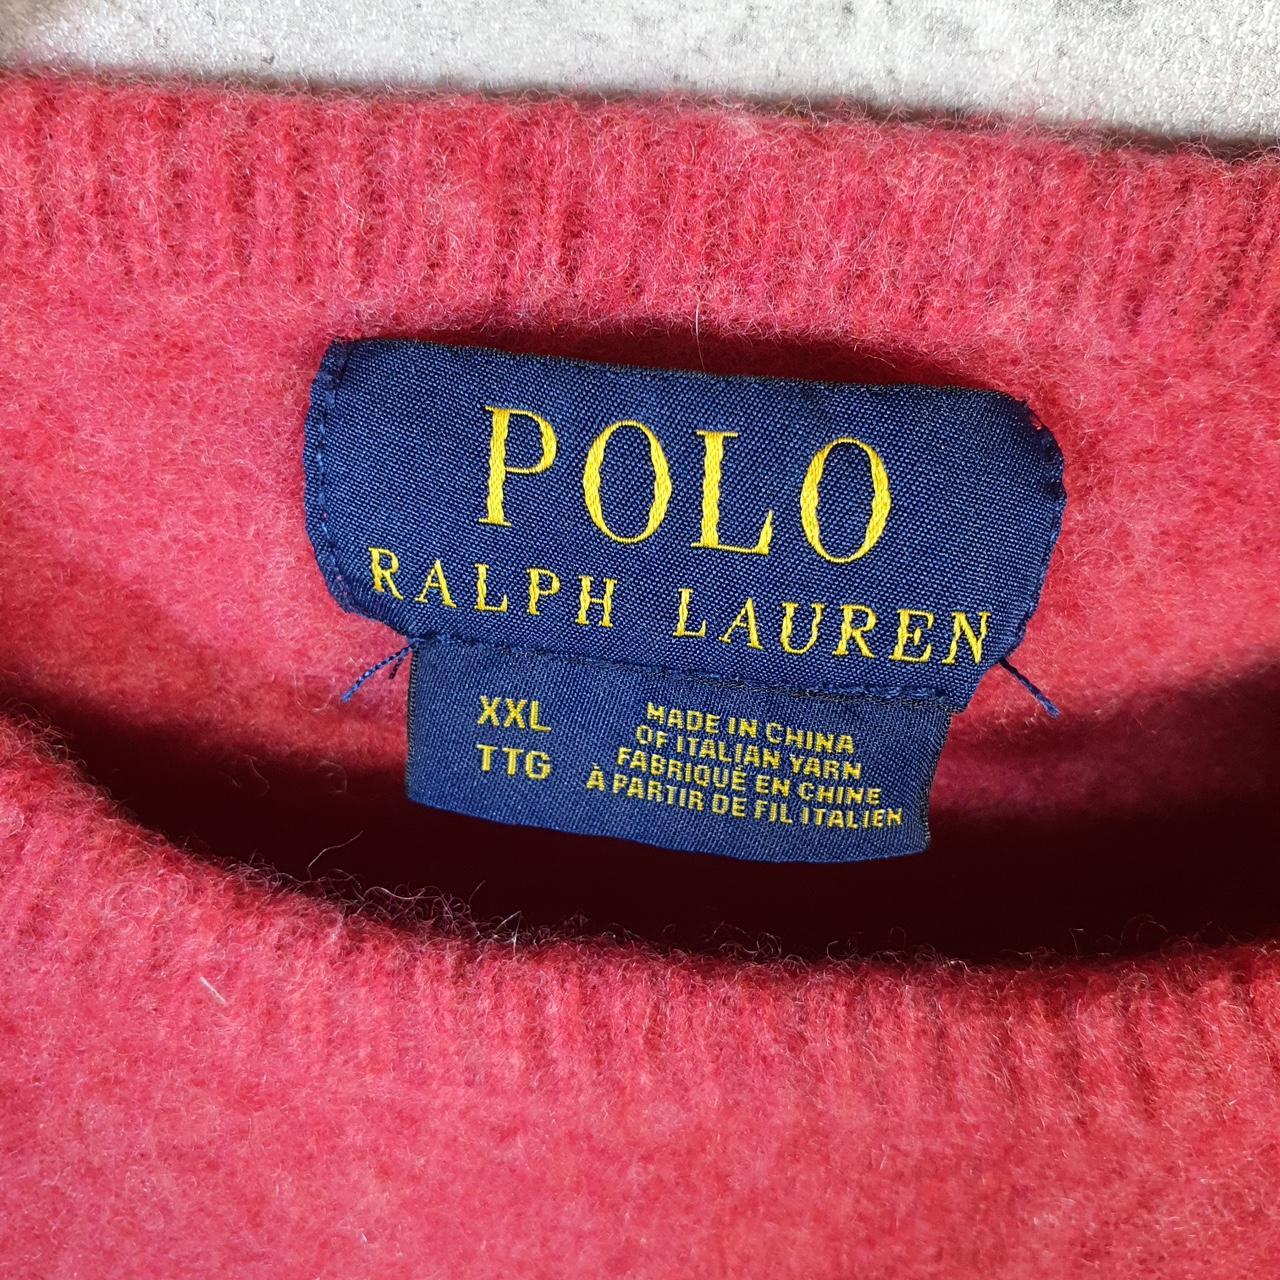 POLO
RALPH LAUREN
XXL
TTG
MADE IN CHINA
OF ITALIAN YARN
FABRIQUÉ EN CHINE
À PARTIR DE FIL ITALIEN